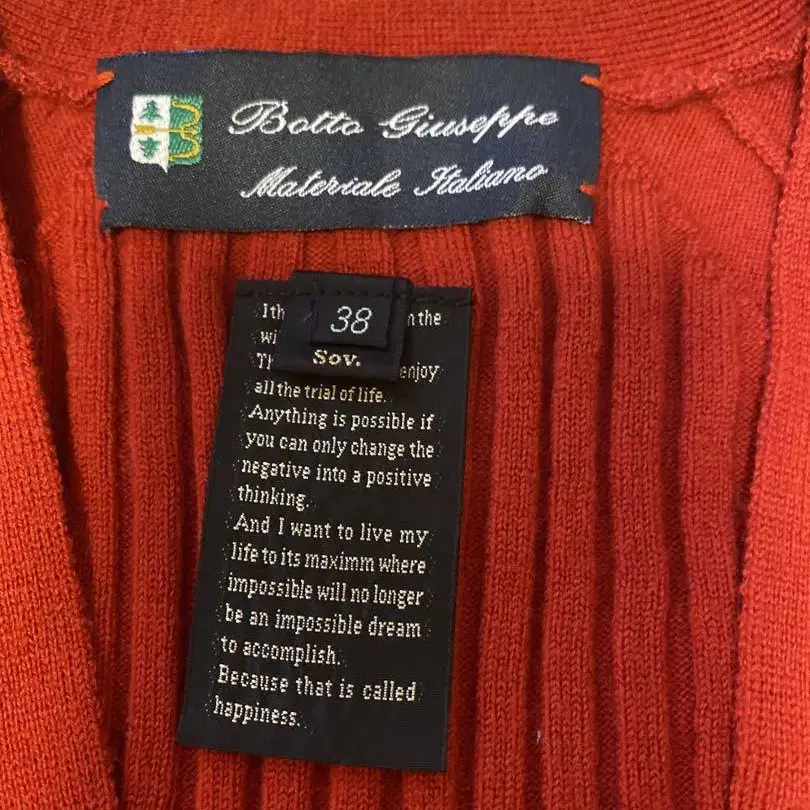 Botto Giuseppe
Materiale Italiano
38
Sov.
n the
enjoy
all the trial of life.
Anything is possible if
you can only change the
negative into a positive
thinking.
And I want to live my
life to its maximm where
impossible will no longer
be an impossible dream
to accomplish.
Because that is called
happiness.